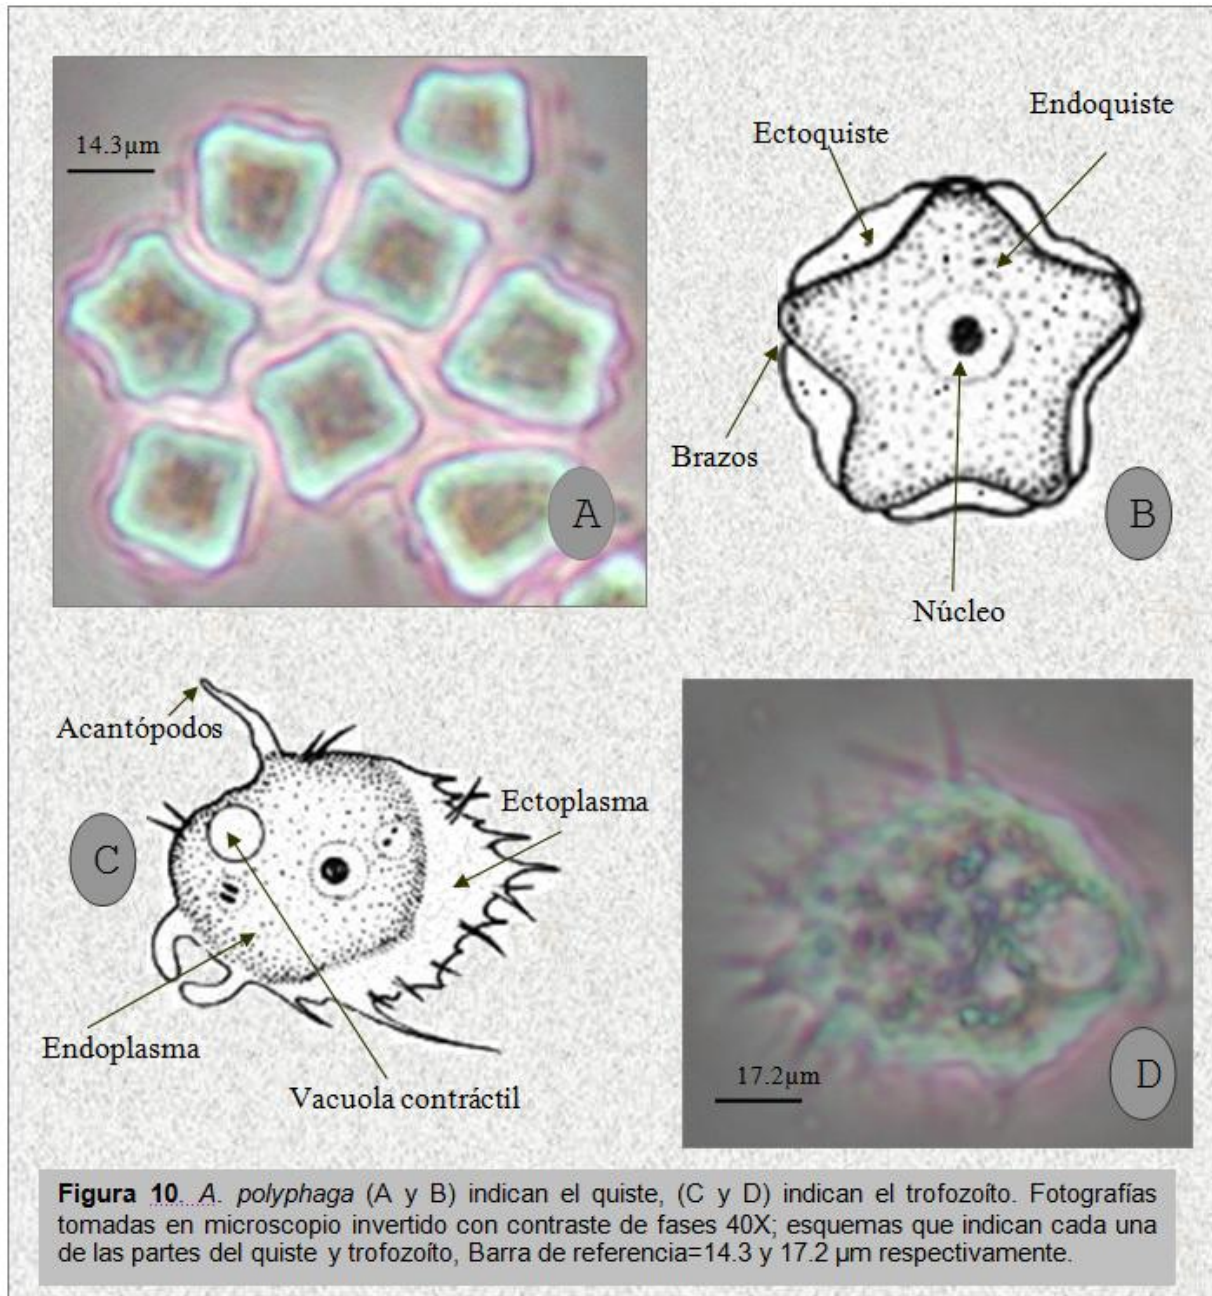 14.3µm
A
Ectoquiste
Endoquiste
Brazos
Núcleo
B
Acantópodos
C
Ectoplasma
Endoplasma
Vacuola contráctil
17.2µm
D
Figura 10. A. polyphaga (A y B) indican el quiste, (C y D) indican el trofozoíto. Fotografías
tomadas en microscopio invertido con contraste de fases 40X; esquemas que indican cada una
de las partes del quiste y trofozoíto, Barra de referencia=14.3 y 17.2 µm respectivamente.